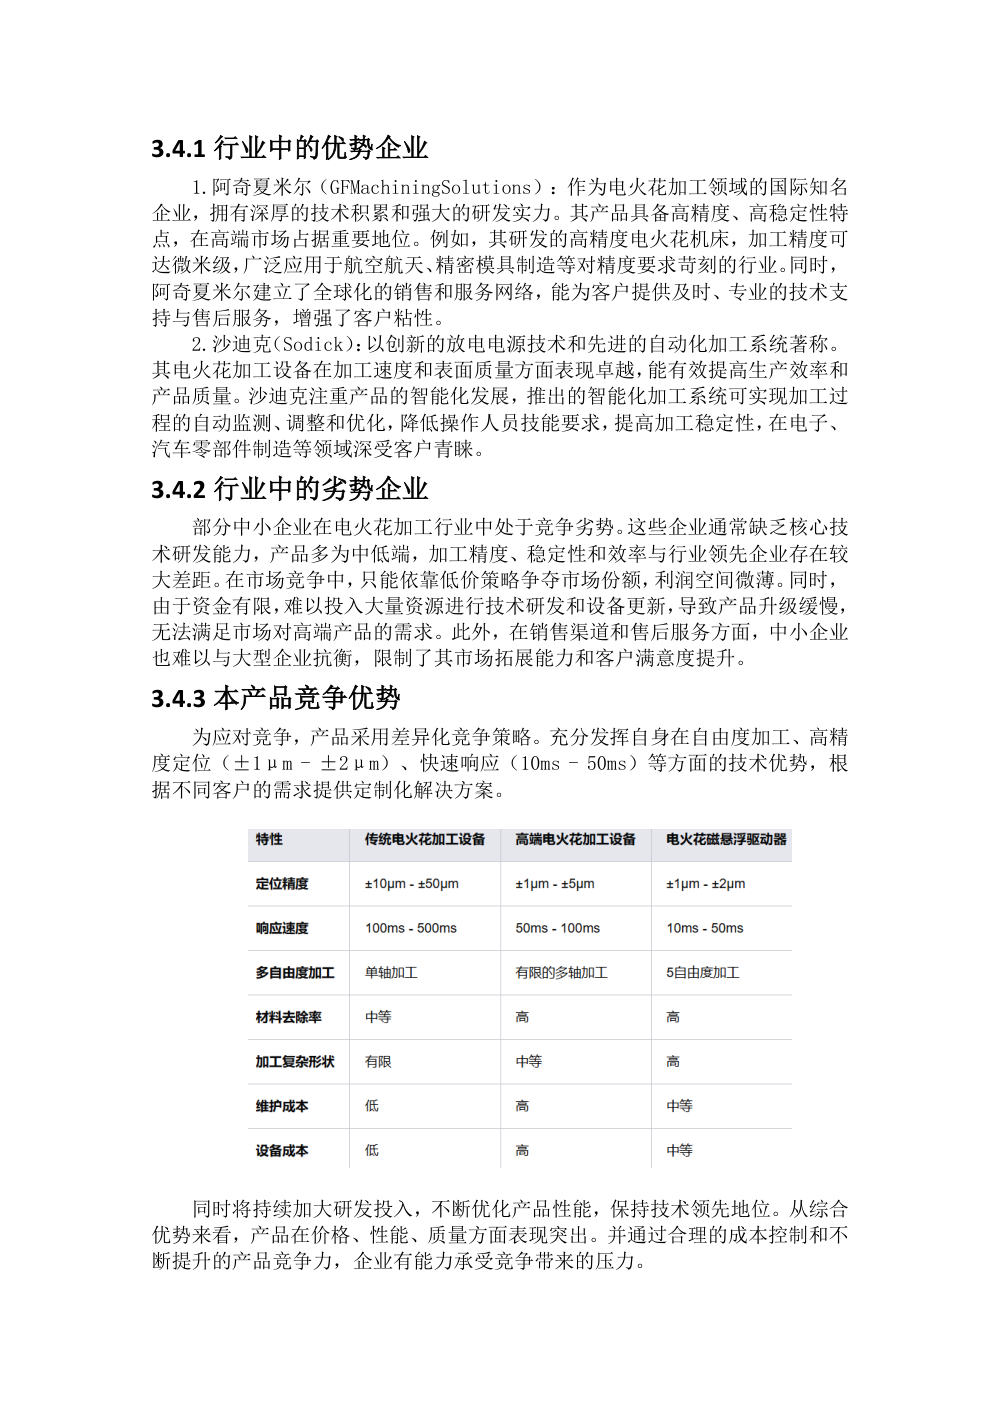 3.4.1 行业中的优势企业
1.阿奇夏米尔（GFMachiningSolutions）：作为电火花加工领域的国际知名
企业，拥有深厚的技术积累和强大的研发实力。其产品具备高精度、高稳定性特
点，在高端市场占据重要地位。例如，其研发的高精度电火花机床，加工精度可
达微米级，广泛应用于航空航天、精密模具制造等对精度要求苛刻的行业。同时，
阿奇夏米尔建立了全球化的销售和服务网络，能为客户提供及时、专业的技术支
持与售后服务，增强了客户粘性。
2.沙迪克（Sodick）：以创新的放电电源技术和先进的自动化加工系统著称。
其电火花加工设备在加工速度和表面质量方面表现卓越，能有效提高生产效率和
产品质量。沙迪克注重产品的智能化发展，推出的智能化加工系统可实现加工过
程的自动监测、调整和优化，降低操作人员技能要求，提高加工稳定性，在电子、
汽车零部件制造等领域深受客户青睐。
3.4.2 行业中的劣势企业
部分中小企业在电火花加工行业中处于竞争劣势。这些企业通常缺乏核心技
术研发能力，产品多为中低端，加工精度、稳定性和效率与行业领先企业存在较
大差距。在市场竞争中，只能依靠低价策略争夺市场份额，利润空间微薄。同时，
由于资金有限，难以投入大量资源进行技术研发和设备更新，导致产品升级缓慢，
无法满足市场对高端产品的需求。此外，在销售渠道和售后服务方面，中小企业
也难以与大型企业抗衡，限制了其市场拓展能力和客户满意度提升。
3.4.3 本产品竞争优势
为应对竞争，产品采用差异化竞争策略。充分发挥自身在自由度加工、高精
度定位（±1μm - ±2μm）、快速响应（10ms - 50ms）等方面的技术优势，根
据不同客户的需求提供定制化解决方案。
特性 传统电火花加工设备 高端电火花加工设备 电火花磁悬浮驱动器
定位精度 ±10μm - ±50μm ±1μm - ±5μm ±1μm - ±2μm
响应速度 100ms - 500ms 50ms - 100ms 10ms - 50ms
多自由度加工 单轴加工 有限的多轴加工 5自由度加工
材料去除率 中等 高 高
加工复杂形状 有限 中等 高
维护成本 低 高 中等
设备成本 低 高 中等
同时将持续加大研发投入，不断优化产品性能，保持技术领先地位。从综合
优势来看，产品在价格、性能、质量方面表现突出。并通过合理的成本控制和不
断提升的产品竞争力，企业有能力承受竞争带来的压力。